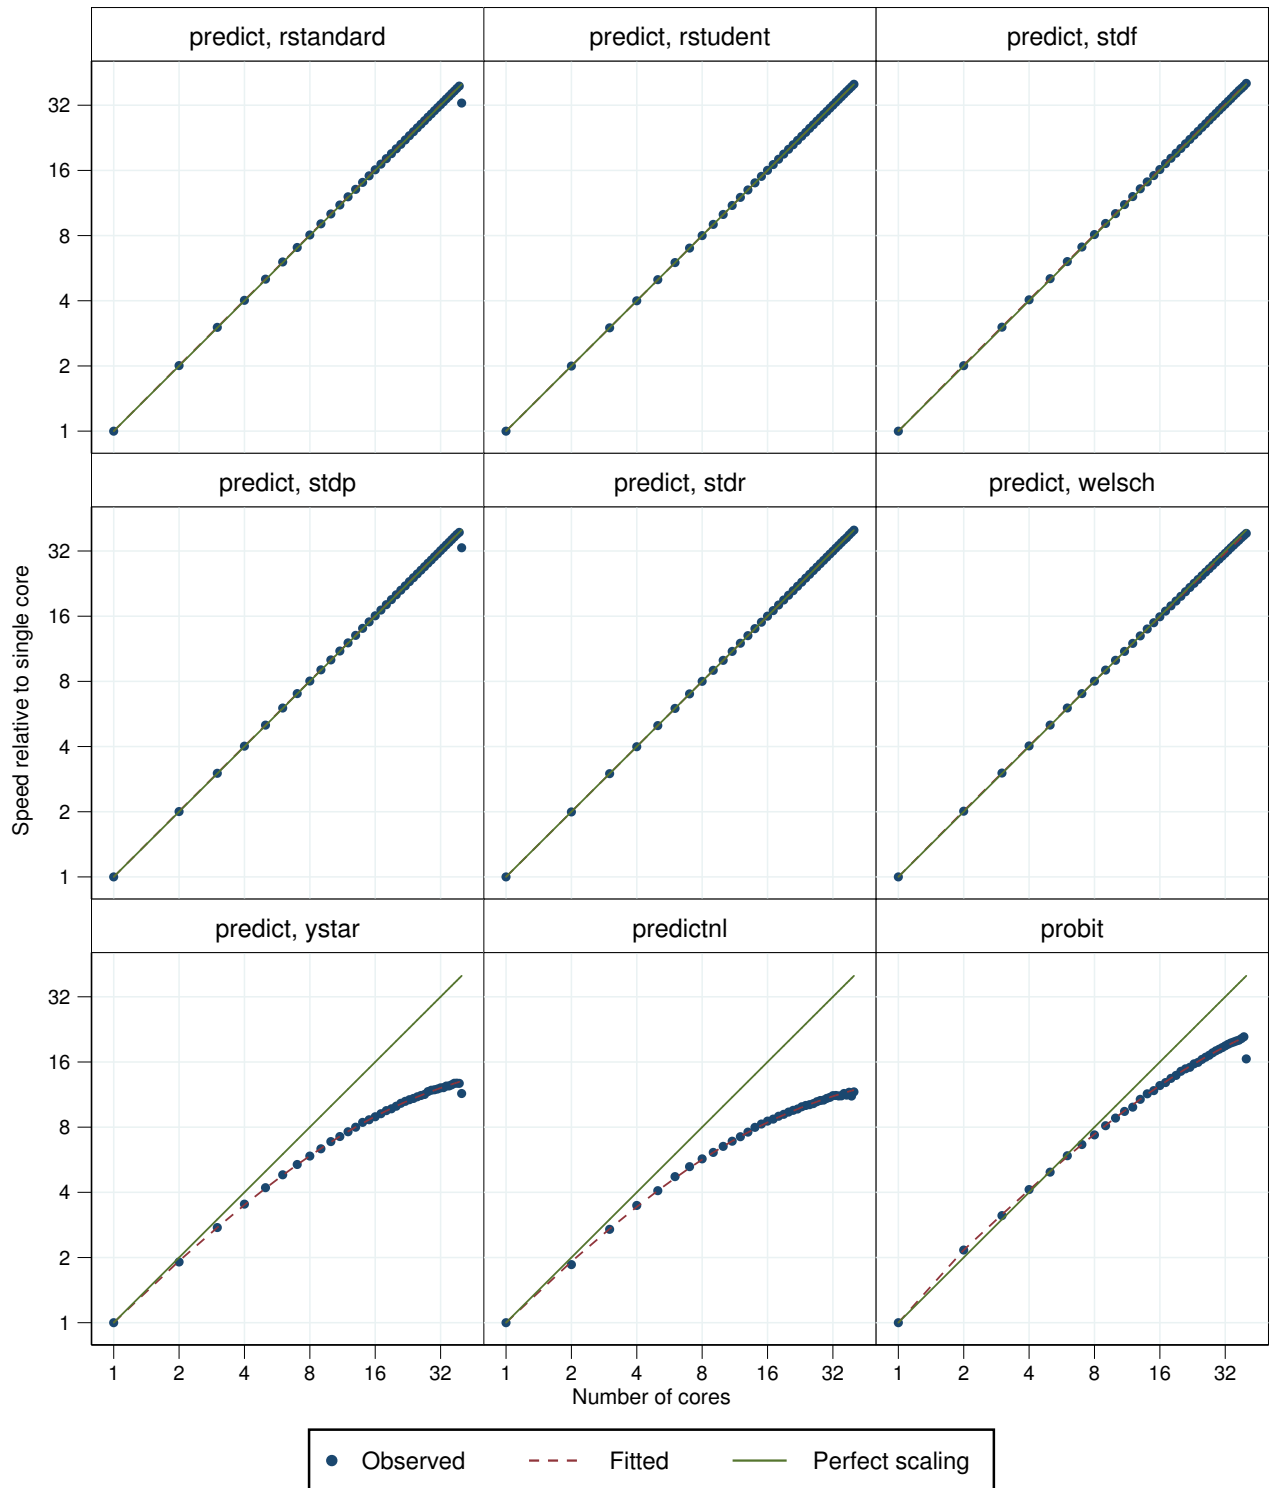 predict, rstandard
predict, rstudent
predict, stdf
32
16
8
4
2
1
predict, stdp
predict, stdr
predict, welsch
Speed relative to single core
32
16
8
4
2
1
predict, ystar
predictnl
probit
32
16
8
4
2
1
1 2 4 8 16 32 1 2 4 8 16 32 1 2 4 8 16 32
Number of cores
Observed Fitted Perfect scaling